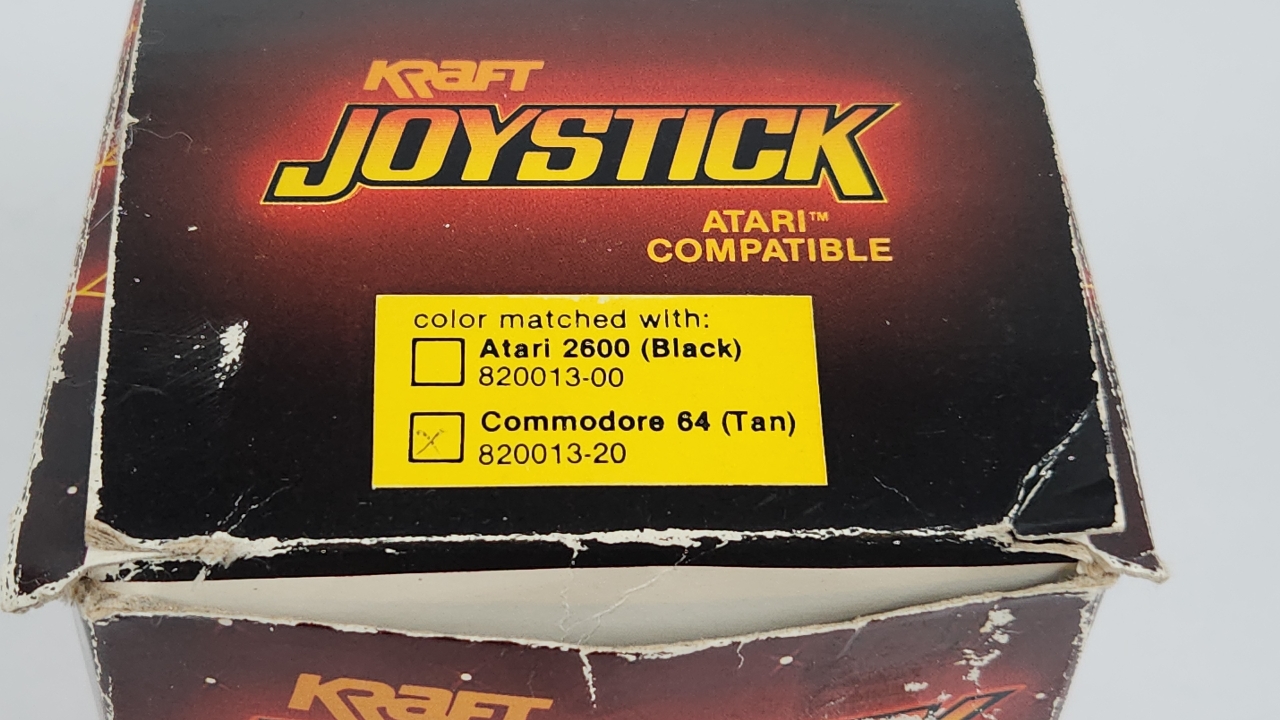 KRAFT
JOYSTICK
ATARI™
COMPATIBLE
color matched with:
Atari 2600 (Black)
820013-00
Commodore 64 (Tan)
820013-20
KRAFT